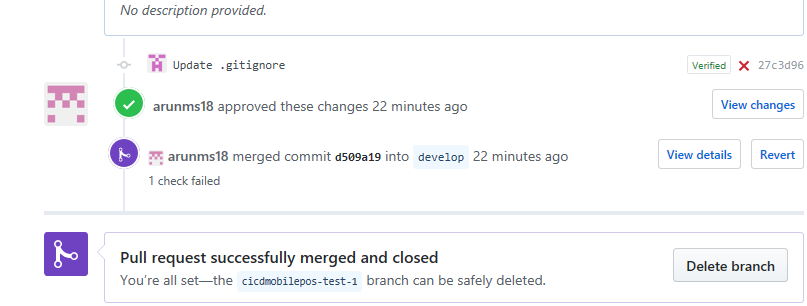 No description provided.
Update .gitignore Verified 27c3d96
arunms18 approved these changes 22 minutes ago View changes
arunms18 merged commit d509a19 into develop 22 minutes ago View details Revert
1 check failed
Pull request successfully merged and closed
You’re all set—the cicdmobilepos-test-1 branch can be safely deleted.
Delete branch